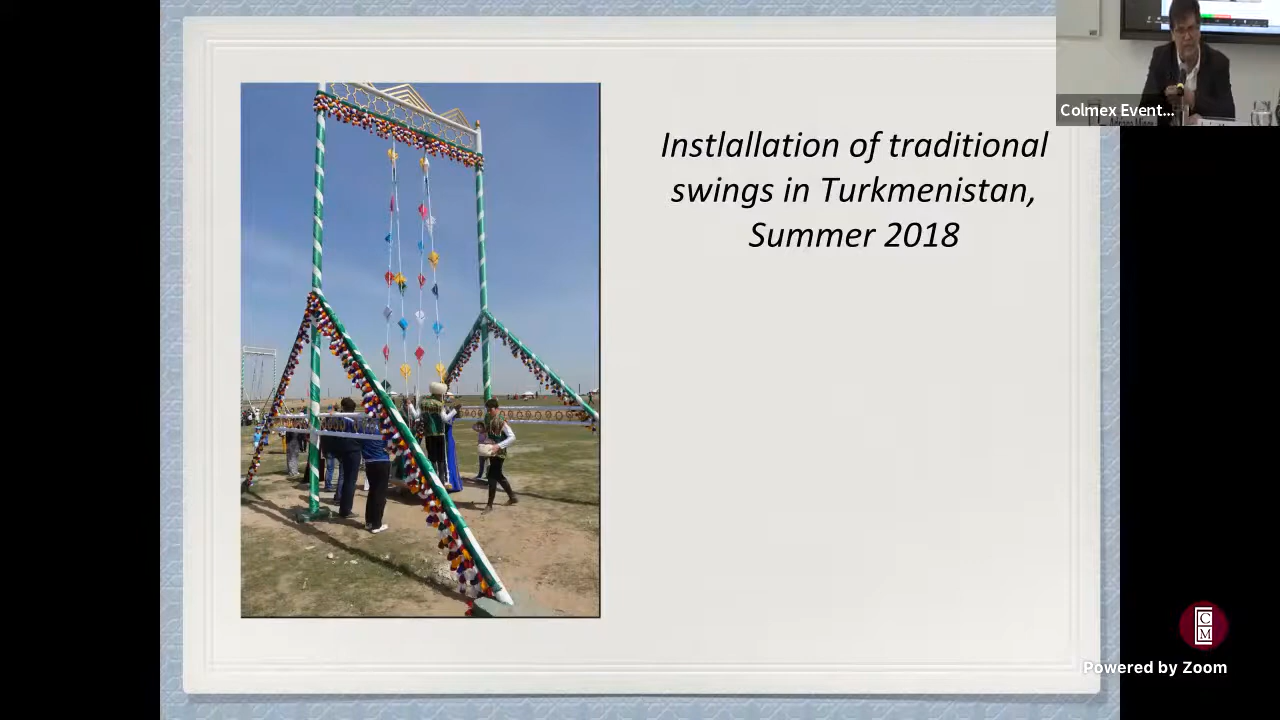 Instlallation of traditional
swings in Turkmenistan,
Summer 2018
Colmex Event...
C
M
Powered by Zoom